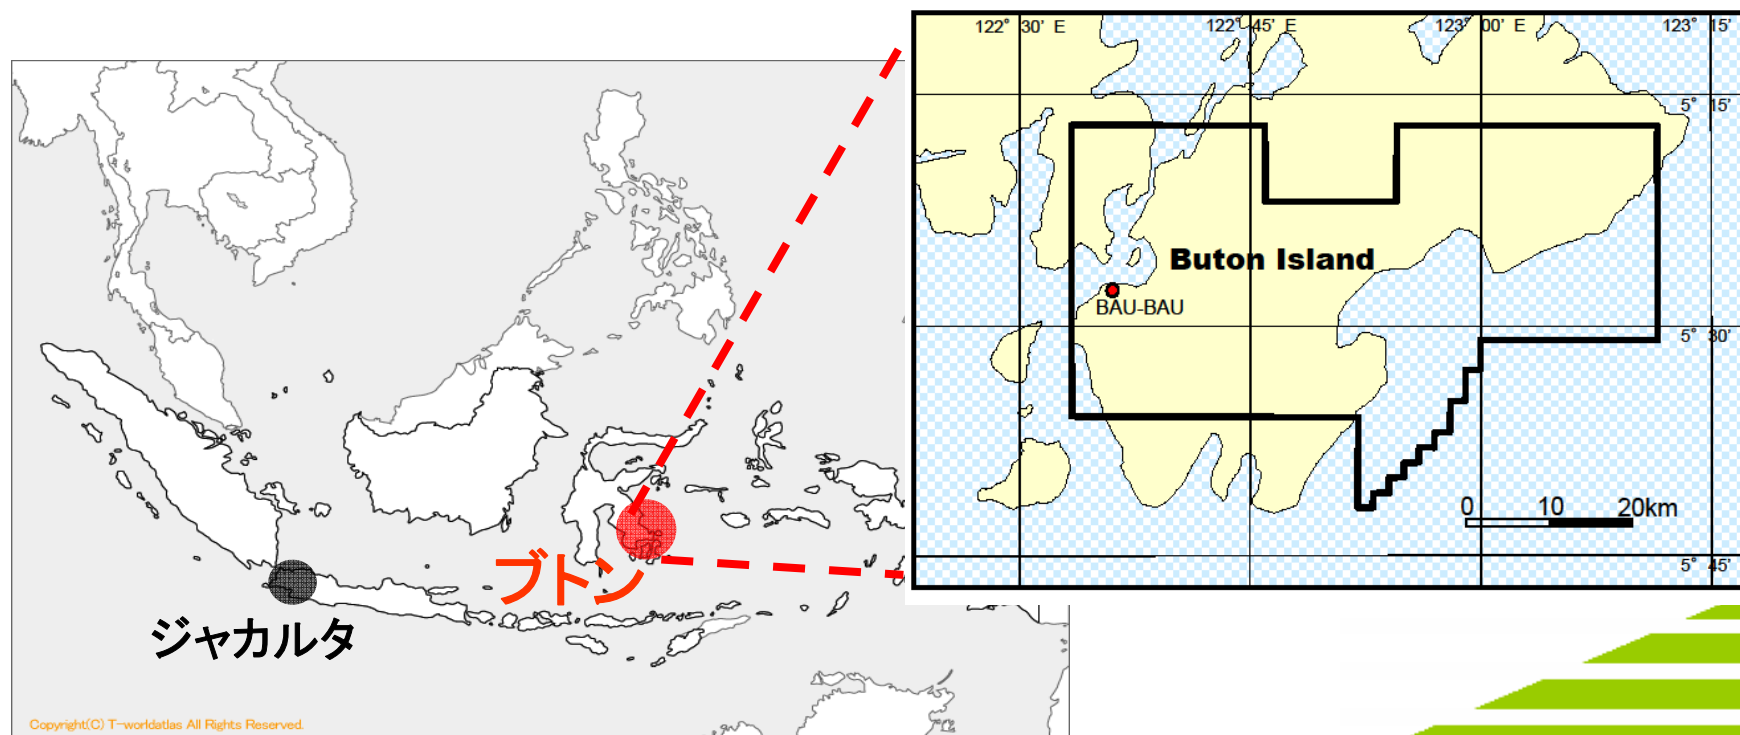 122° 30' E
122° 45' E
123° 00' E
123° 15'
5° 15'
Buton Island
BAU-BAU
5° 30'
0 10 20km
5° 45'
ブトン
ジャカルタ
Copyright(C) T-worldatlas All Rights Reserved.